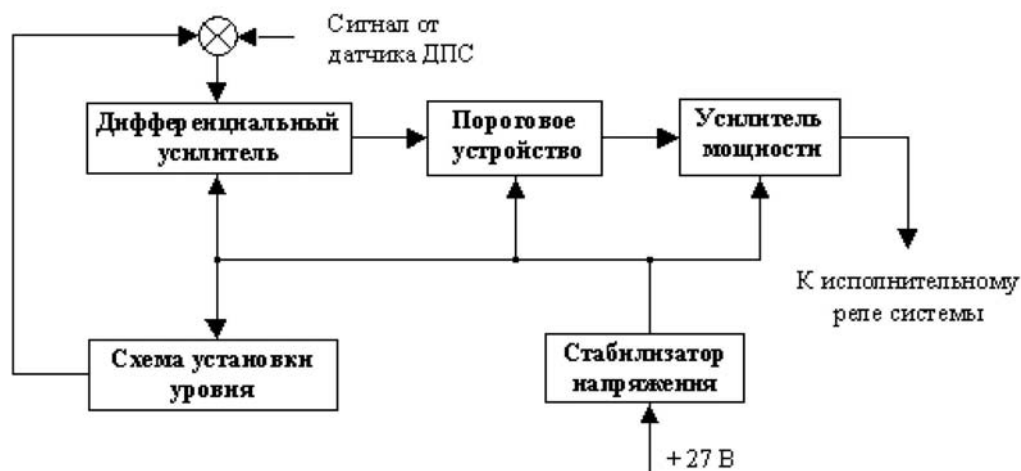 Сигнал от
датчика ДПС
Дифференциальный
усилитель
Пороговое
устройство
Усилитель
мощности
К исполнительному
реле системы
Схема установки
уровня
Стабилизатор
напряжения
+27 В